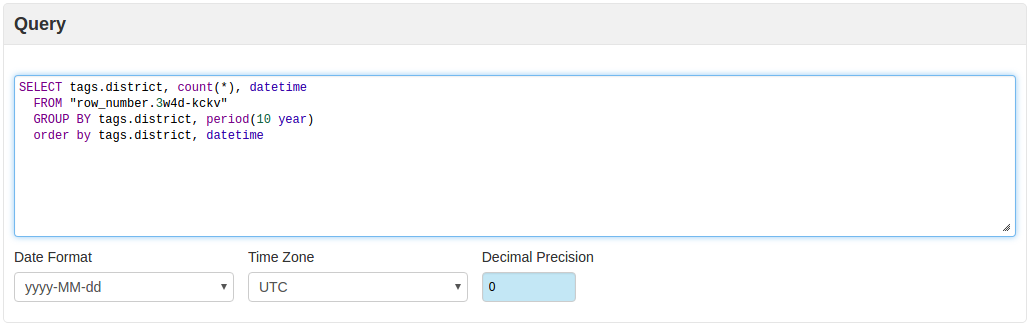 Query
SELECT tags.district, count(*), datetime
FROM "row_number.3w4d-kckv"
GROUP BY tags.district, period(10 year)
order by tags.district, datetime
Date Format Time Zone Decimal Precision
yyyy-MM-dd UTC 0